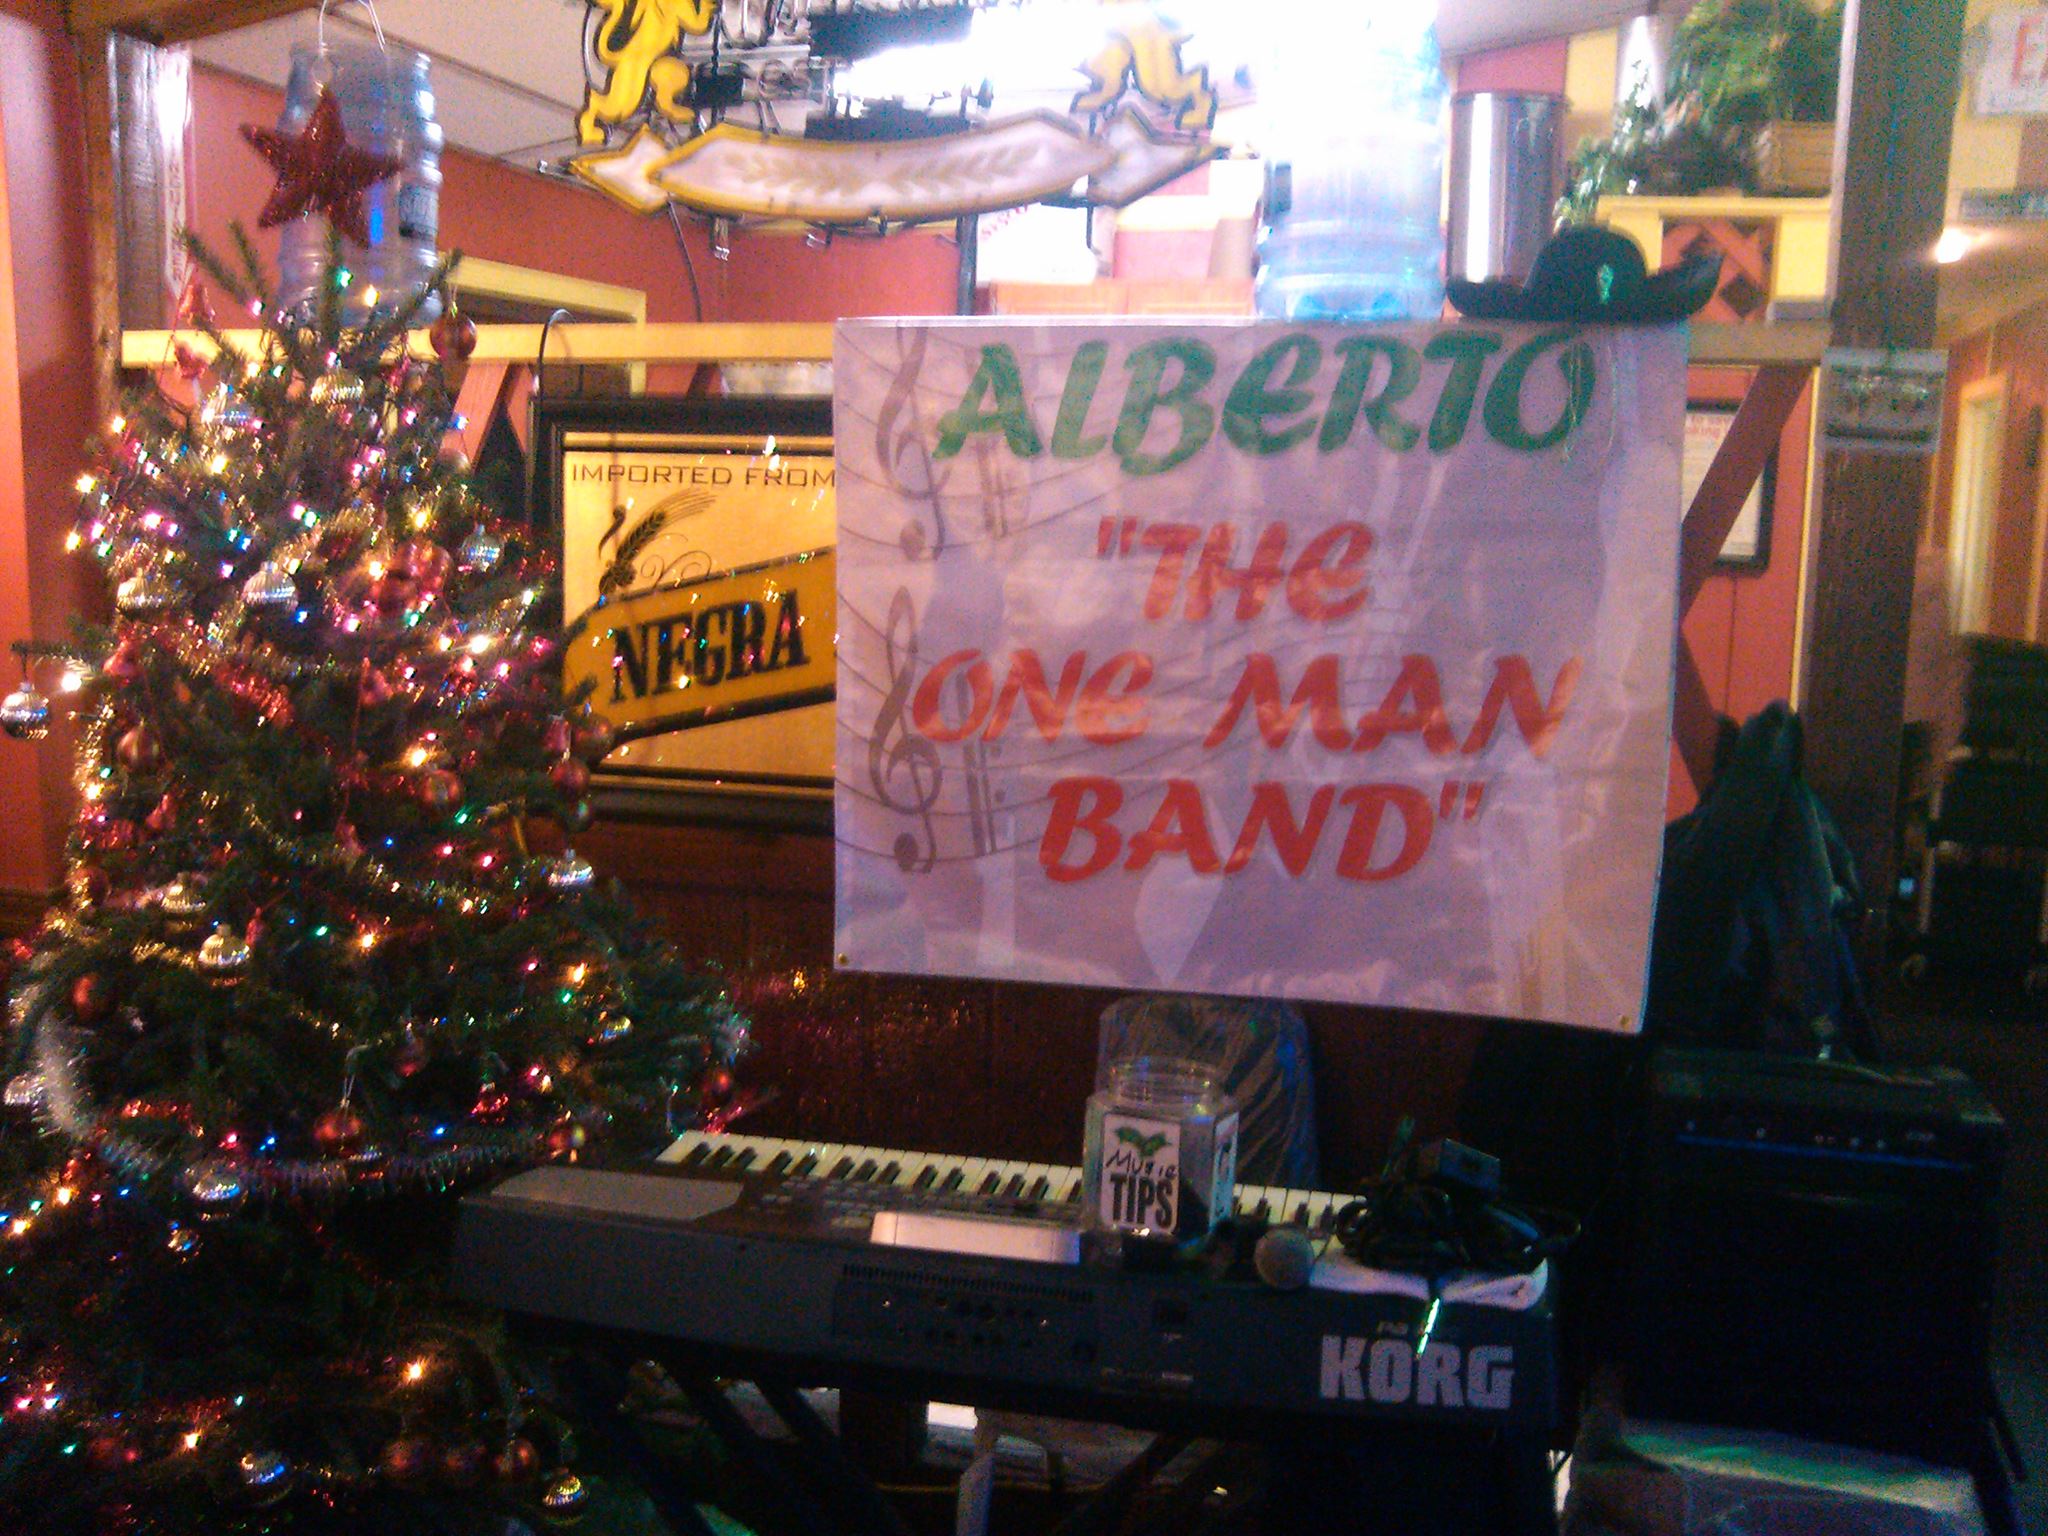 IMPORTED FROM
NEGRA
ALBERTO
"THE
ONE MAN
BAND"
Music
TIPS
KORG